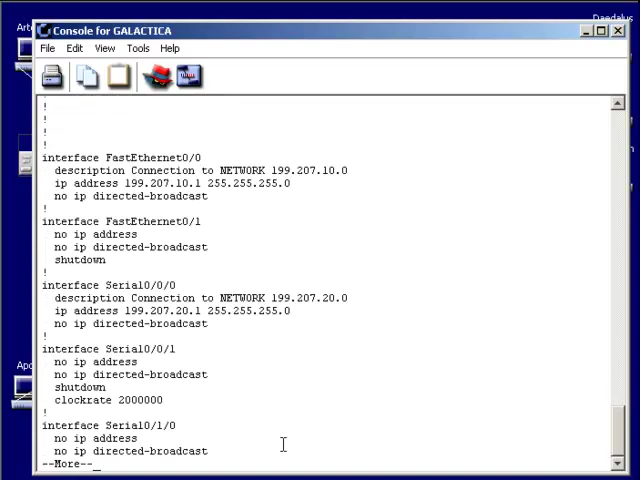 Daedalus
Arte
Console for GALACTICA
File Edit View Tools Help
!
!
!
!
interface FastEthernet0/0
description Connection to NETWORK 199.207.10.0
ip address 199.207.10.1 255.255.255.0
no ip directed-broadcast
!
interface FastEthernet0/1
no ip address
no ip directed-broadcast
shutdown
!
interface Serial0/0/0
description Connection to NETWORK 199.207.20.0
ip address 199.207.20.1 255.255.255.0
no ip directed-broadcast
!
interface Serial0/0/1
no ip address
no ip directed-broadcast
shutdown
clockrate 2000000
!
interface Serial0/1/0
no ip address
no ip directed-broadcast
--More--
Apo